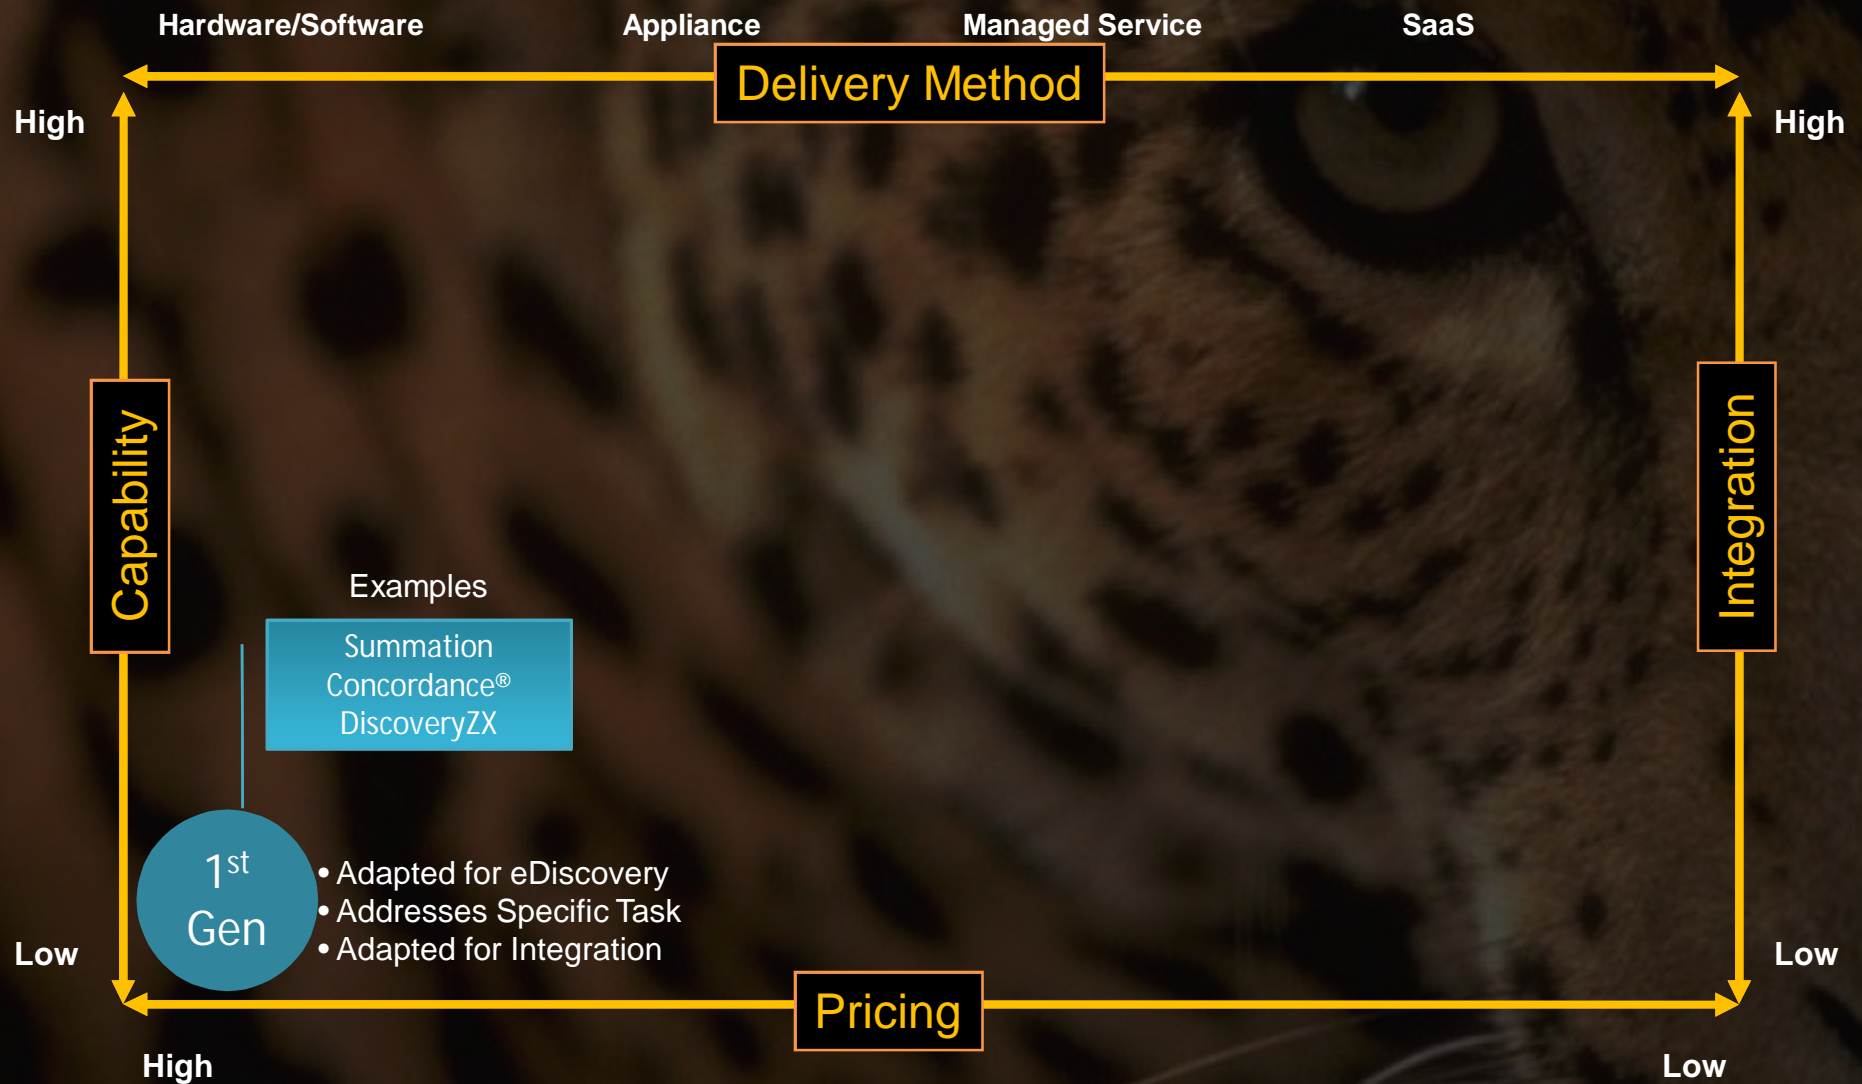 Hardware/Software Appliance Managed Service SaaS
Delivery Method
High High
Capability
Integration
Examples
Summation
Concordance®
DiscoveryZX
1st
Gen
• Adapted for eDiscovery
• Addresses Specific Task
• Adapted for Integration
Low Low
Pricing
High Low